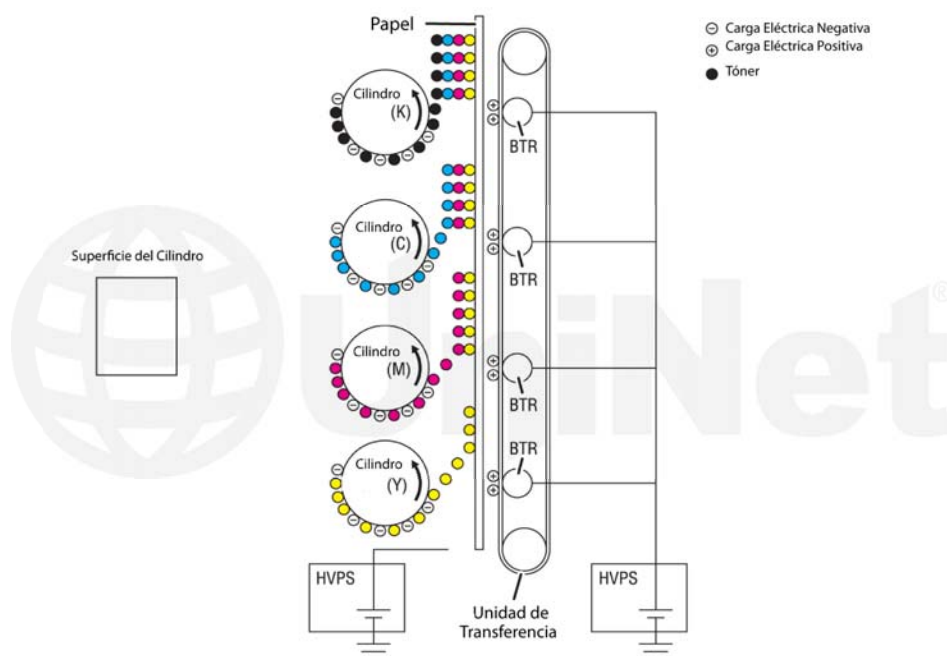 Papel
⊖ Carga Eléctrica Negativa
⊕ Carga Eléctrica Positiva
● Tóner
Cilindro
(K)
BTR
Cilindro
(C)
BTR
Superficie del Cilindro
UniNet®
Cilindro
(M)
BTR
BTR
Cilindro
(Y)
HVPS
HVPS
Unidad de
Transferencia